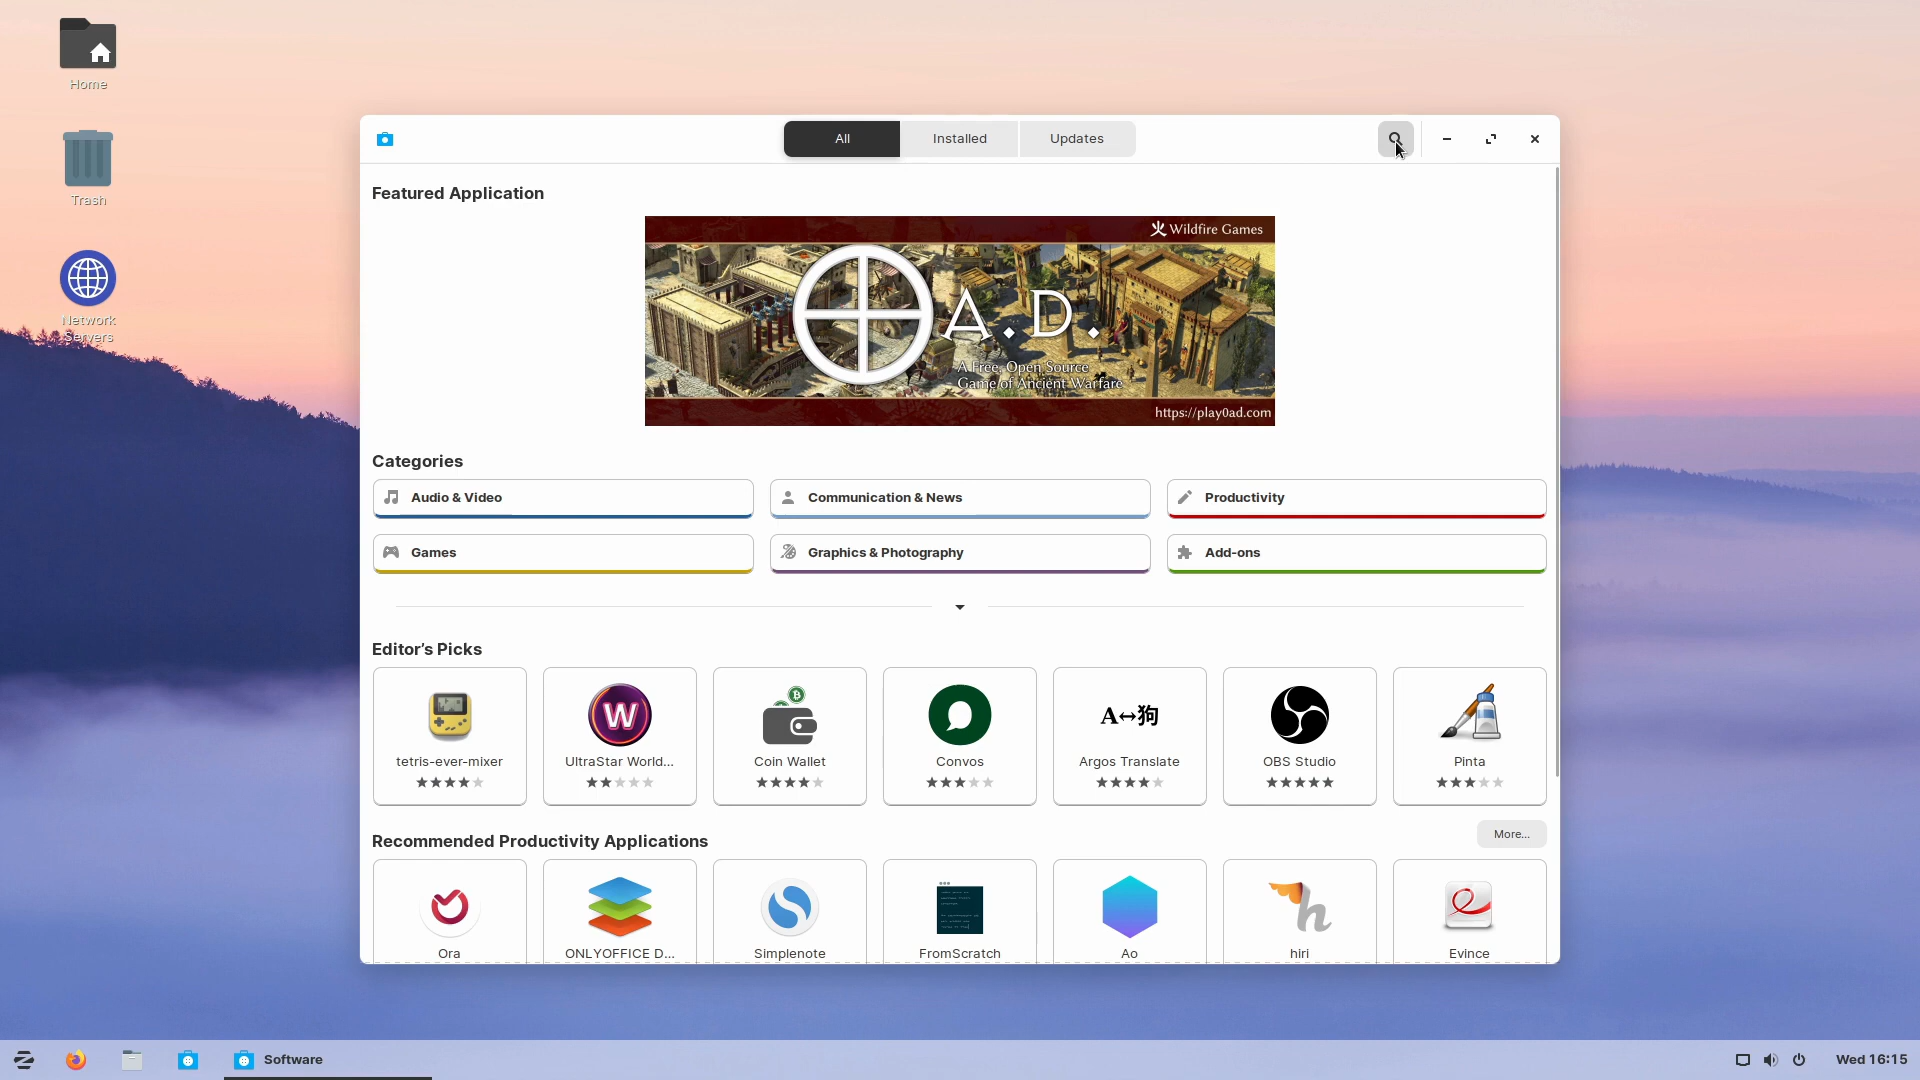 Home
Trash
Network
Servers
All
Installed
Updates
Featured Application
火 Wildfire Games
A.D.
A Free, Open Source
Game of Ancient Warfare
https://play0ad.com
Categories
Audio & Video
Communication & News
Productivity
Games
Graphics & Photography
Add-ons
Editor’s Picks
tetris-ever-mixer
UltraStar World...
Coin Wallet
Convos
A↔狗
Argos Translate
OBS Studio
Pinta
Recommended Productivity Applications
More...
Ora
ONLYOFFICE D...
Simplenote
FromScratch
Ao
hiri
Evince
Software
Wed 16:15